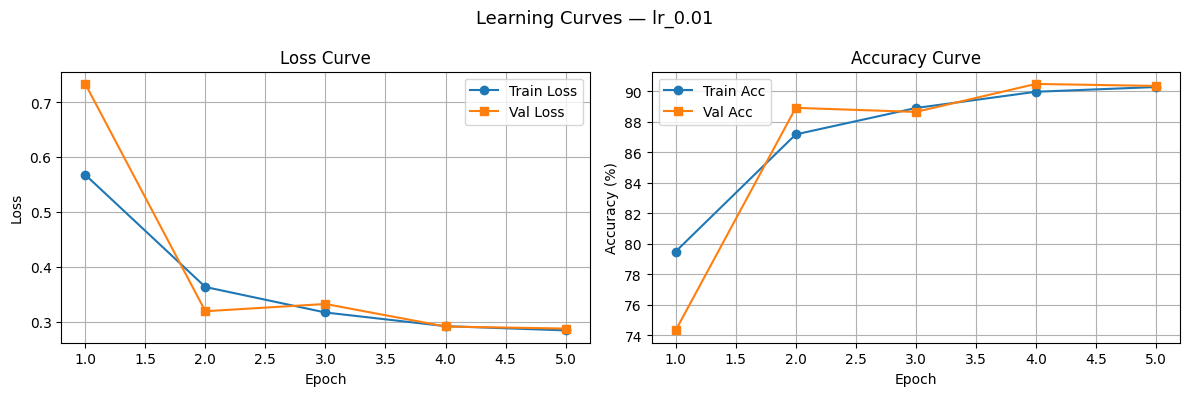 Learning Curves — lr_0.01
Loss Curve
Train Loss
Val Loss
0.7
0.6
0.5
0.4
0.3
Loss
1.0 1.5 2.0 2.5 3.0 3.5 4.0 4.5 5.0
Epoch
Accuracy Curve
Train Acc
Val Acc
90
88
86
84
82
80
78
76
74
Accuracy (%)
1.0 1.5 2.0 2.5 3.0 3.5 4.0 4.5 5.0
Epoch